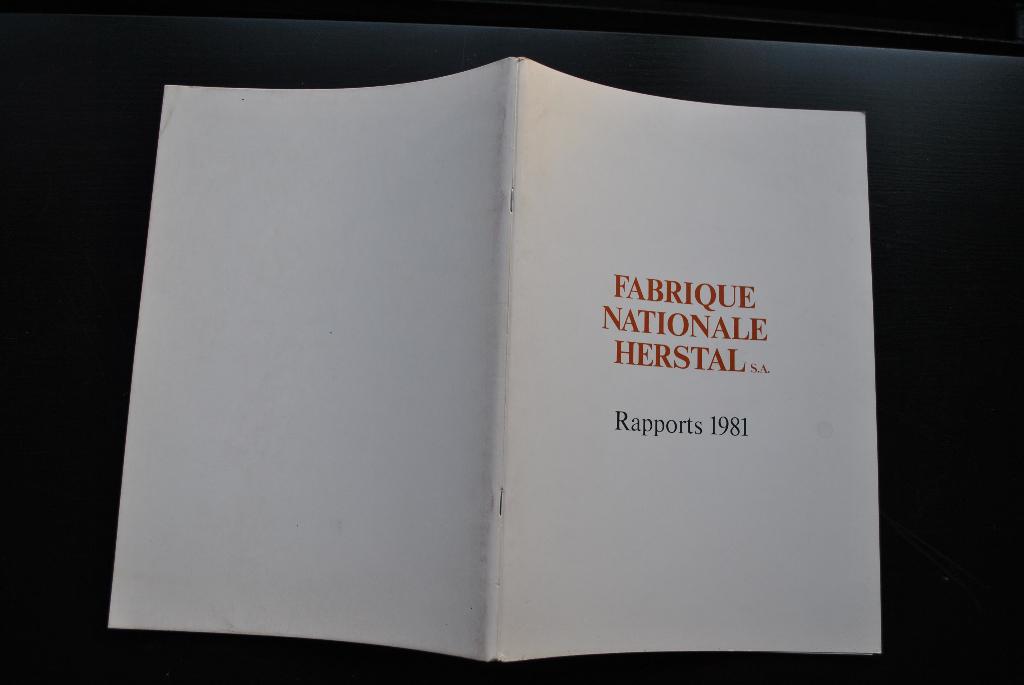 FABRIQUE
NATIONALE
HERSTAL S.A.
Rapports 1981